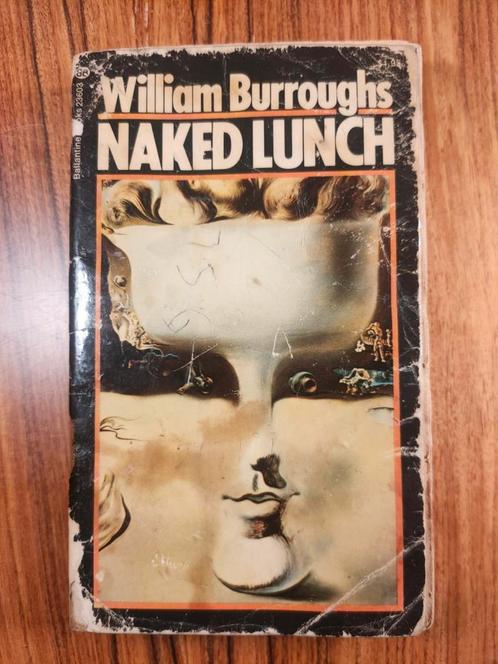 William Burroughs
NAKED LUNCH
Ballantine Books 23603